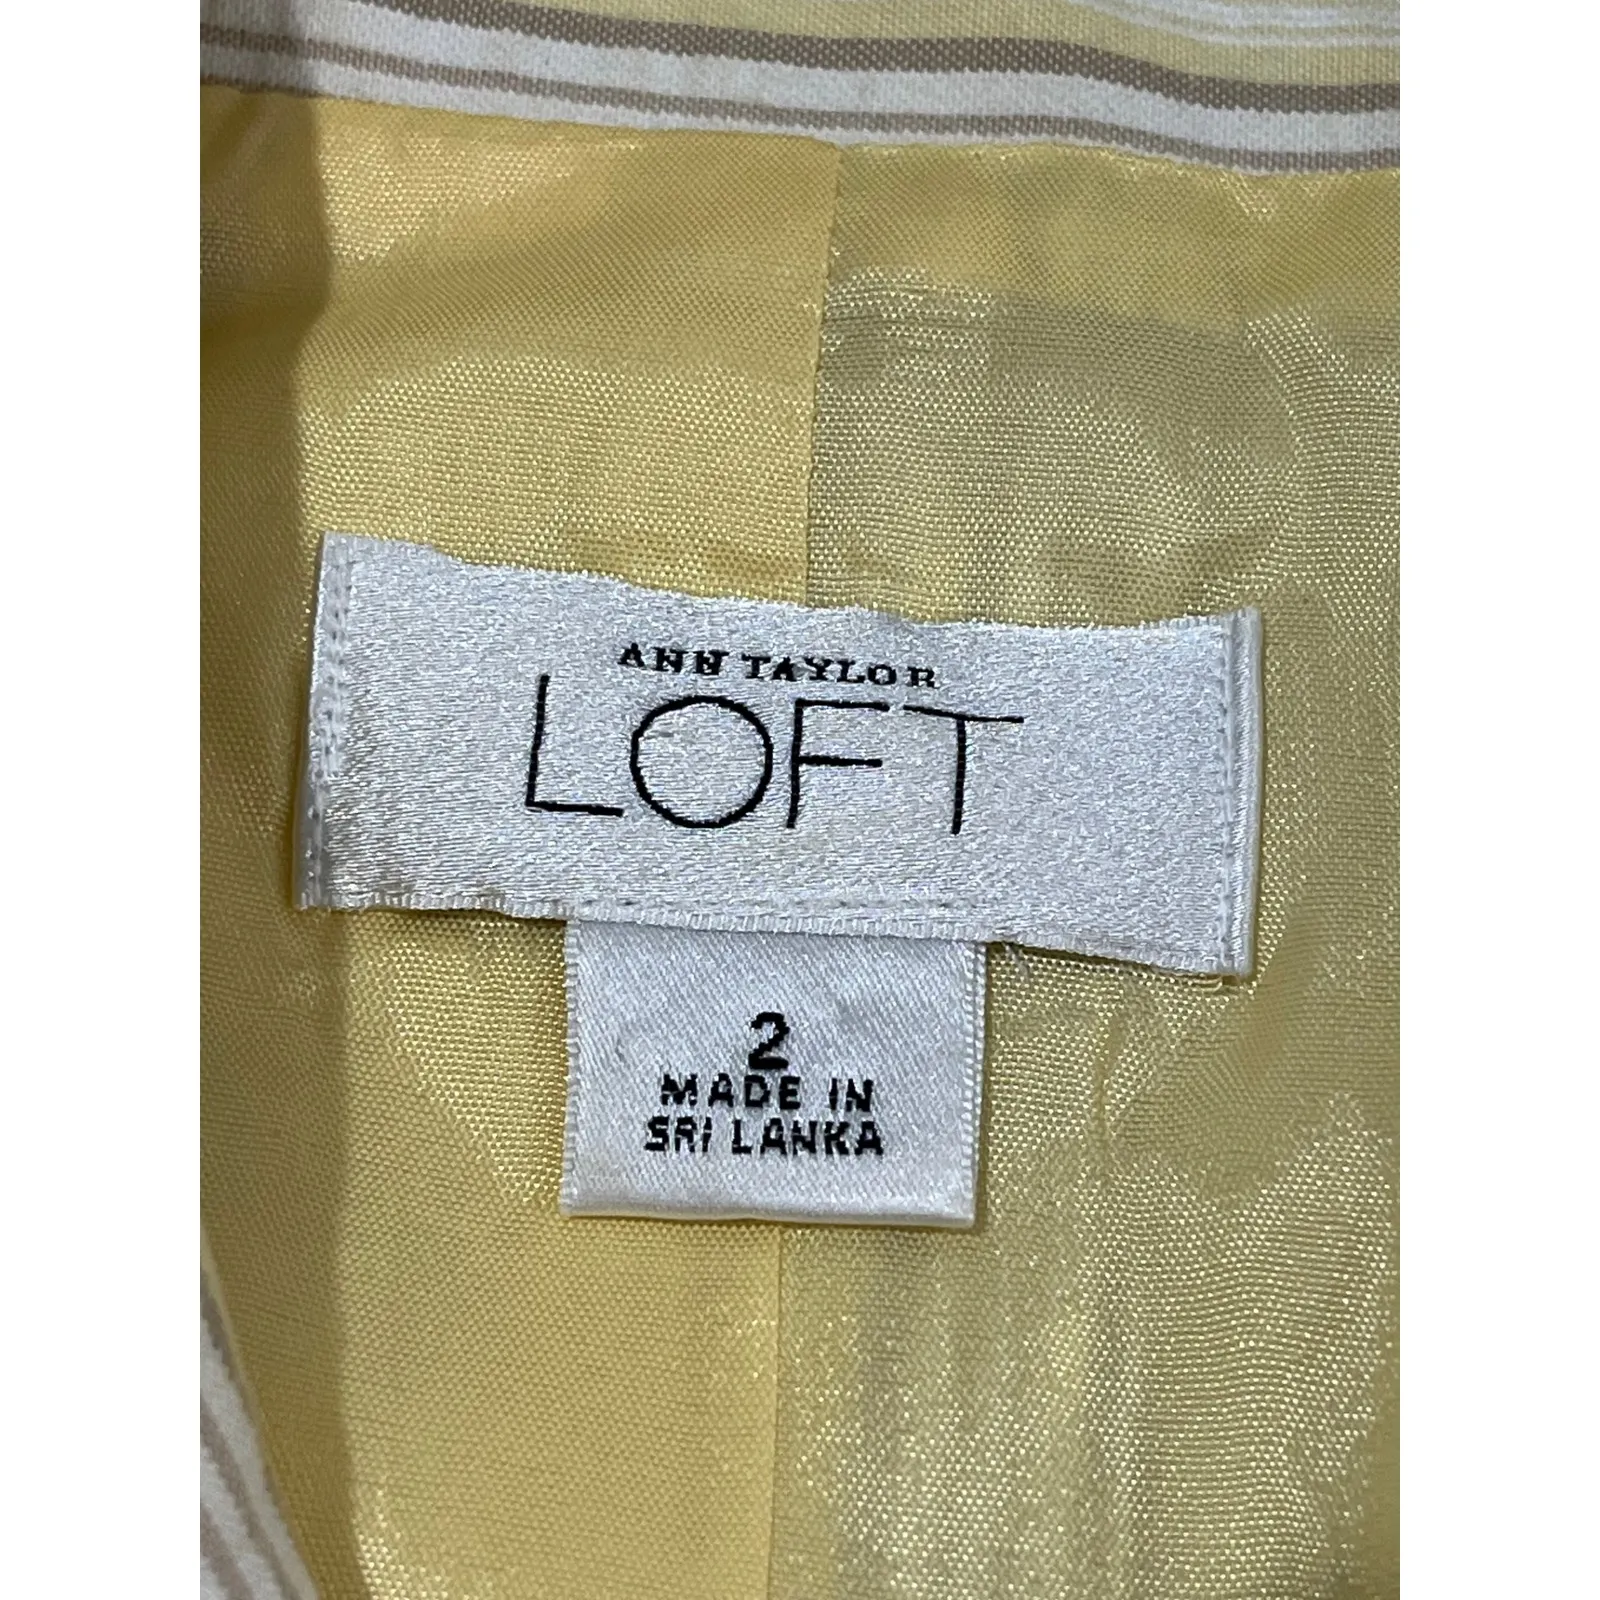 ANN TAYLOR
LOFT
2
MADE IN
SRI LANKA